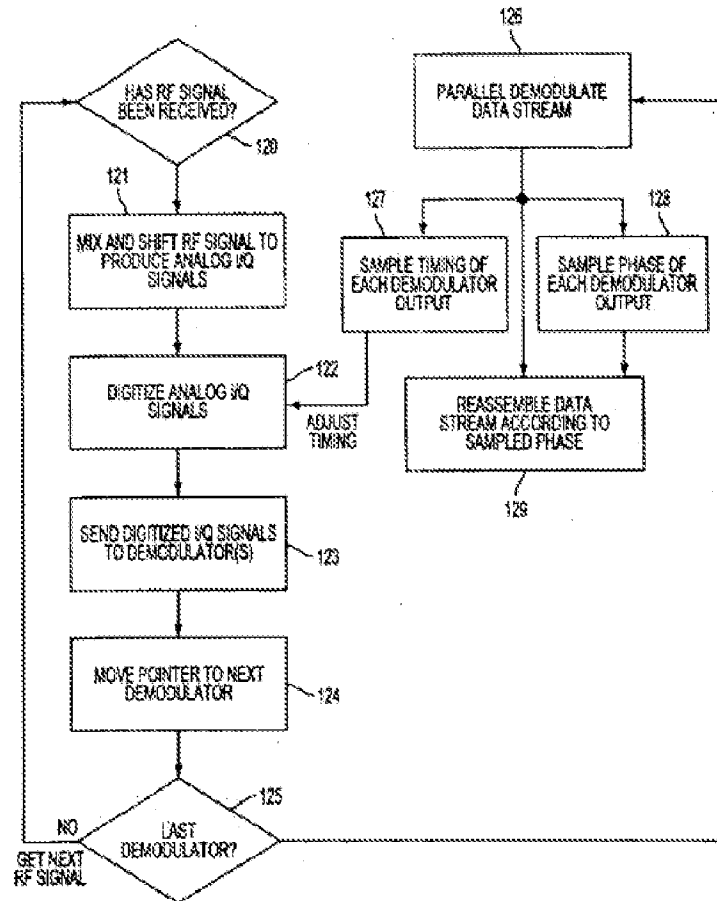 HAS RF SIGNAL
BEEN RECEIVED?
120
121
MIX AND SHIFT RF SIGNAL TO
PRODUCE ANALOG I/Q
SIGNALS
122
DIGITIZE ANALOG I/Q
SIGNALS
SEND DIGITIZED I/Q SIGNALS
TO DEMODULATOR(S)
123
MOVE POINTER TO NEXT
DEMODULATOR
124
125
LAST
DEMODULATOR?
NO
GET NEXT
RF SIGNAL
126
PARALLEL DEMODULATE
DATA STREAM
127
SAMPLE TIMING OF
EACH DEMODULATOR
OUTPUT
128
SAMPLE PHASE OF
EACH DEMODULATOR
OUTPUT
ADJUST
TIMING
REASSEMBLE DATA
STREAM ACCORDING TO
SAMPLED PHASE
129